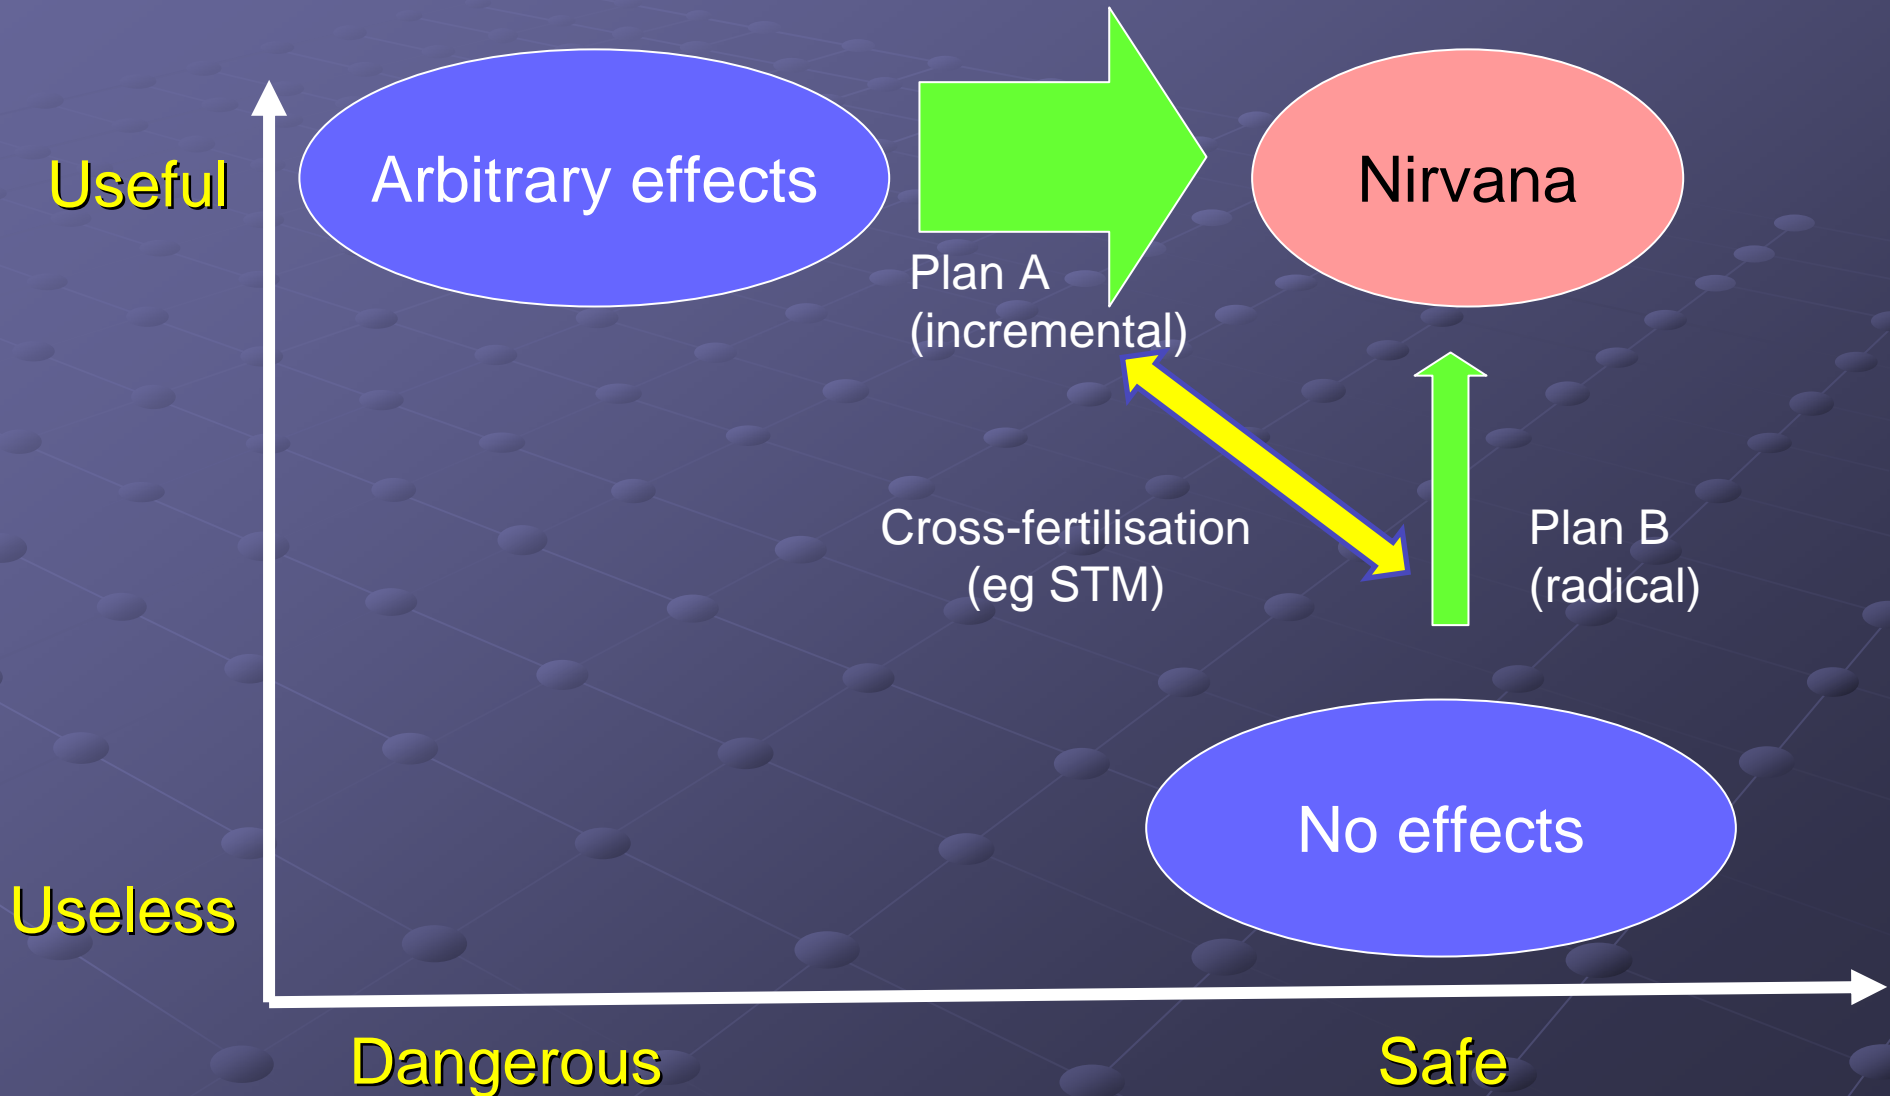 Useful
Arbitrary effects
Nirvana
Plan A
(incremental)
Cross-fertilisation
(eg STM)
Plan B
(radical)
No effects
Useless
Dangerous
Safe